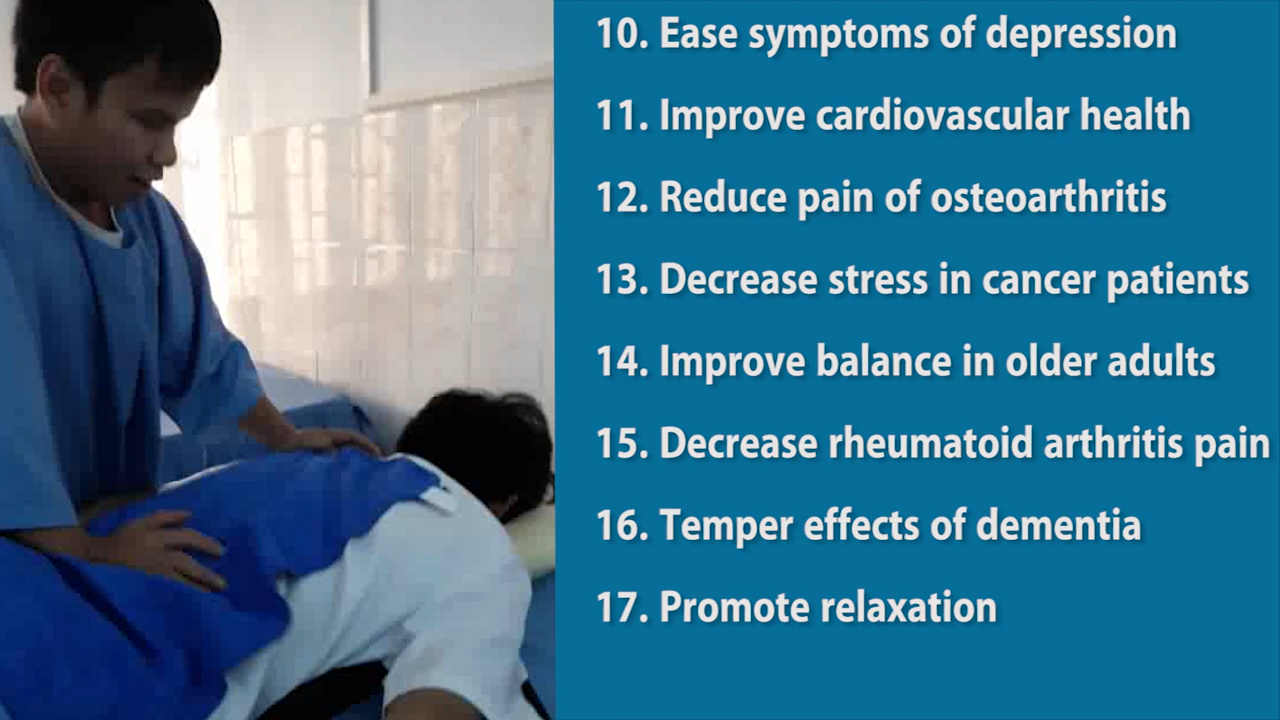 10. Ease symptoms of depression
11. Improve cardiovascular health
12. Reduce pain of osteoarthritis
13. Decrease stress in cancer patients
14. Improve balance in older adults
15. Decrease rheumatoid arthritis pain
16. Temper effects of dementia
17. Promote relaxation